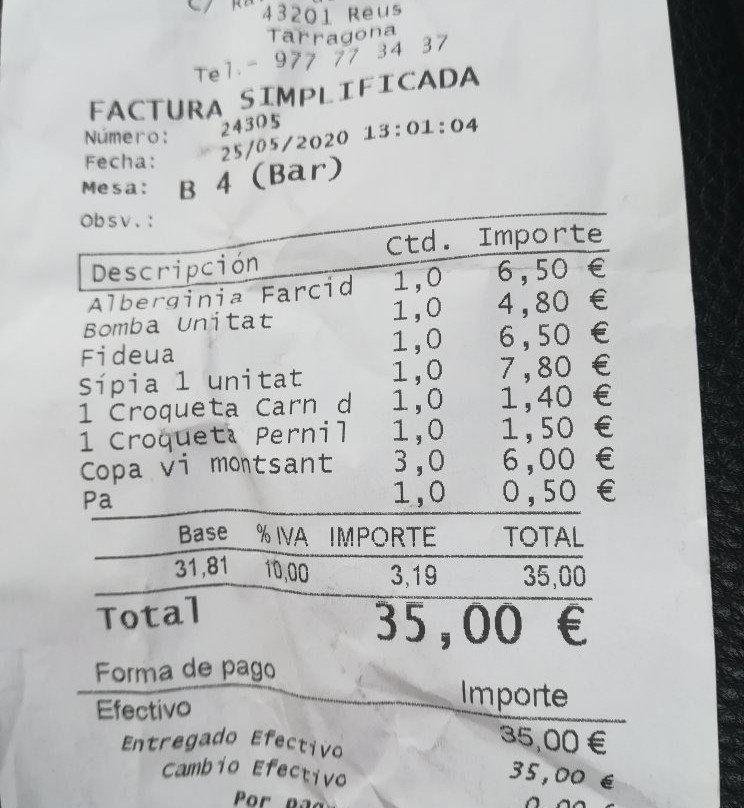 C/
43201 Reus
Tarragona
Tel.- 977 77 34 37
FACTURA SIMPLIFICADA
Número: 24305
Fecha: 25/05/2020 13:01:04
Mesa: B 4 (Bar)
Obsv.:
Descripción Ctd. Importe
Alberginia Farcid 1,0 6,50 €
Bomba Unitat 1,0 4,80 €
Fideua 1,0 6,50 €
Sípia 1 unitat 1,0 7,80 €
1 Croqueta Carn d 1,0 1,40 €
1 Croqueta Pernil 1,0 1,50 €
Copa vi montsant 3,0 6,00 €
Pa 1,0 0,50 €
Base % IVA IMPORTE TOTAL
31,81 10,00 3,19 35,00
Total 35,00 €
Forma de pago Importe
Efectivo 35,00 €
Entregado Efectivo 35,00 €
Cambio Efectivo 0,00 €
Por